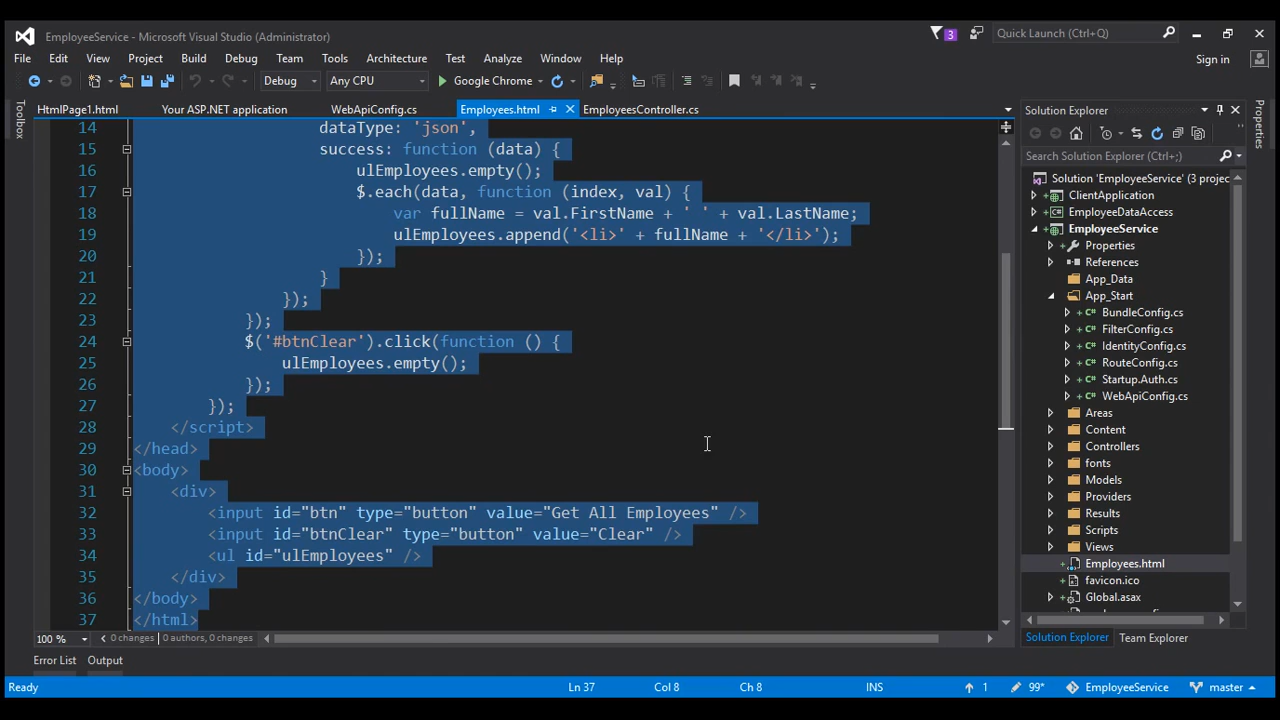 EmployeeService - Microsoft Visual Studio (Administrator)
3
Quick Launch (Ctrl+Q)
File Edit View Project Build Debug Team Tools Architecture Test Analyze Window Help
Sign in
Debug Any CPU Google Chrome
HtmlPage1.html Your ASP.NET application WebApiConfig.cs Employees.html EmployeesController.cs
Toolbox
14 dataType: 'json',
15 success: function (data) {
16 ulEmployees.empty();
17 $.each(data, function (index, val) {
18 var fullName = val.FirstName + ' ' + val.LastName;
19 ulEmployees.append('<li>' + fullName + '</li>');
20 });
21 }
22 });
23 });
24 $('#btnClear').click(function () {
25 ulEmployees.empty();
26 });
27 });
28 </script>
29 </head>
30 <body>
31 <div>
32 <input id="btn" type="button" value="Get All Employees" />
33 <input id="btnClear" type="button" value="Clear" />
34 <ul id="ulEmployees" />
35 </div>
36 </body>
37 </html>
100 % 0 changes | 0 authors, 0 changes
Error List Output
Solution Explorer
Properties
Search Solution Explorer (Ctrl+;)
Solution 'EmployeeService' (3 projec
ClientApplication
EmployeeDataAccess
EmployeeService
Properties
References
App_Data
App_Start
BundleConfig.cs
FilterConfig.cs
IdentityConfig.cs
RouteConfig.cs
Startup.Auth.cs
WebApiConfig.cs
Areas
Content
Controllers
fonts
Models
Providers
Results
Scripts
Views
Employees.html
favicon.ico
Global.asax
Solution Explorer Team Explorer
Ready Ln 37 Col 8 Ch 8 INS 1 99* EmployeeService master